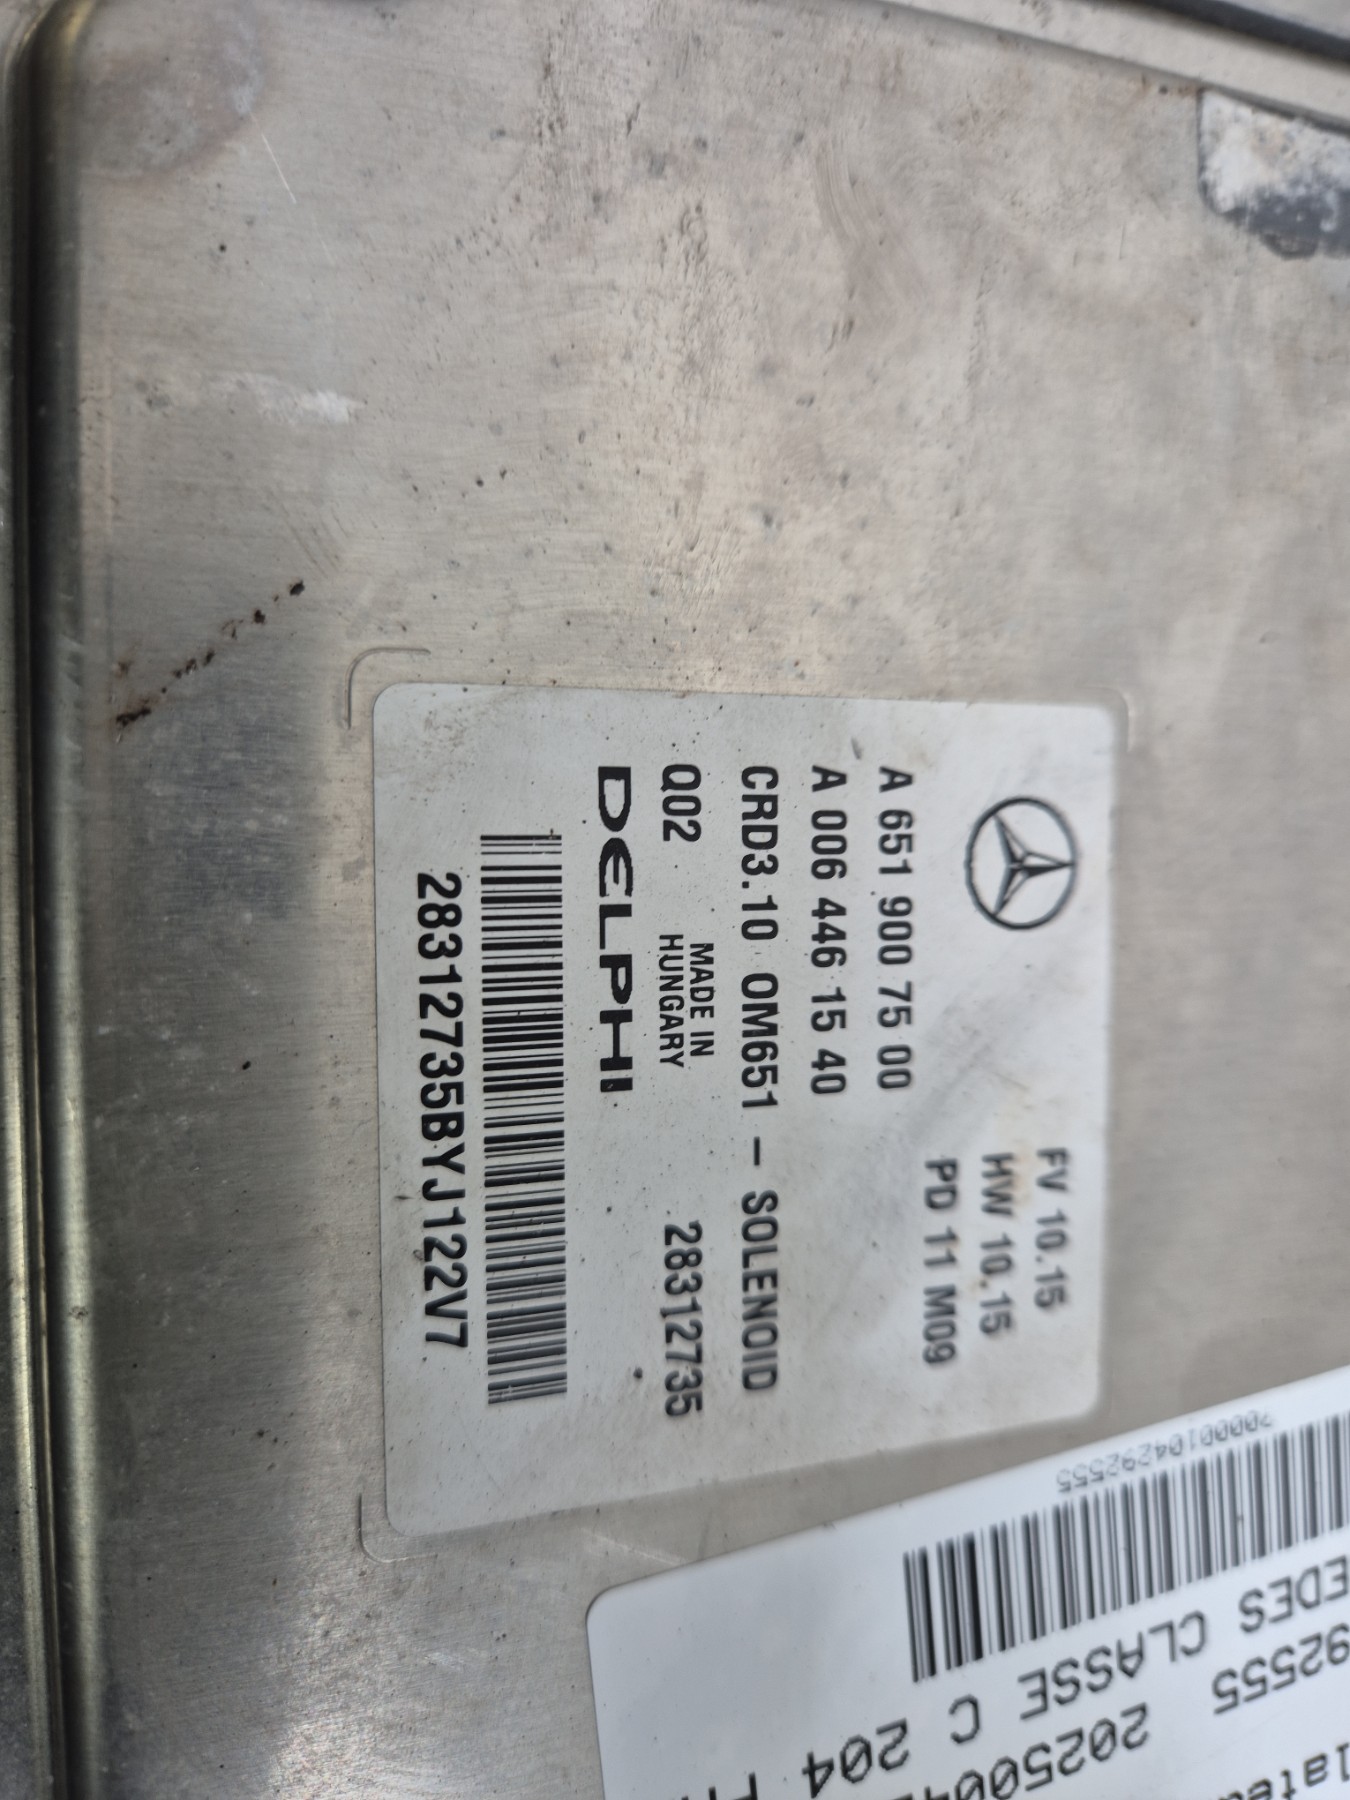 FV 10.15
HW 10.15
PD 11 M09
A 651 900 75 00
A 006 446 15 40
CRD3.10 OM651 - SOLENOID
Q02 MADE IN HUNGARY 28312735
DELPHI
28312735BYJ122V7
7000010429255
EDES CLASSE C 204
92555